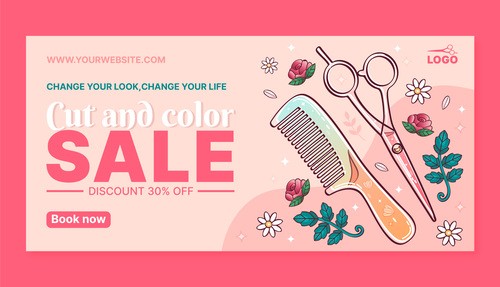 WWW.YOURWEBSITE.COM
LOGO
CHANGE YOUR LOOK,CHANGE YOUR LIFE
Cut and color
SALE
DISCOUNT 30% OFF
Book now